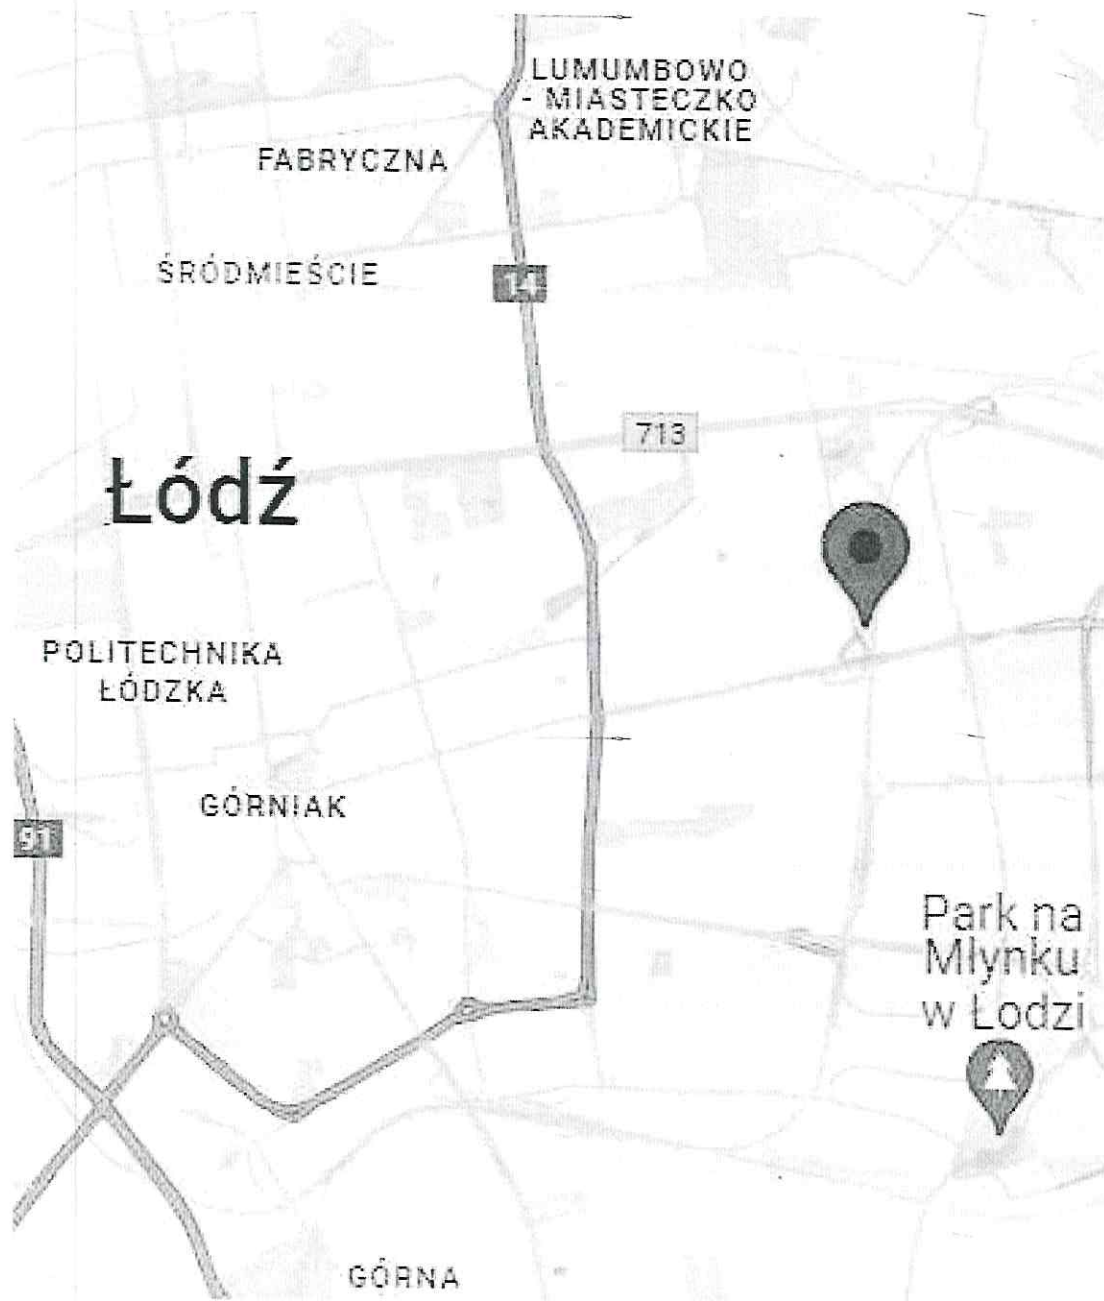 LUMUMBOWO
- MIASTECZKO
AKADEMICKIE
FABRYCZNA
ŚRÓDMIEŚCIE
14
713
Łódź
POLITECHNIKA
ŁÓDZKA
GÓRNIAK
91
Park na
Młynku
w Łodzi
GÓRNA